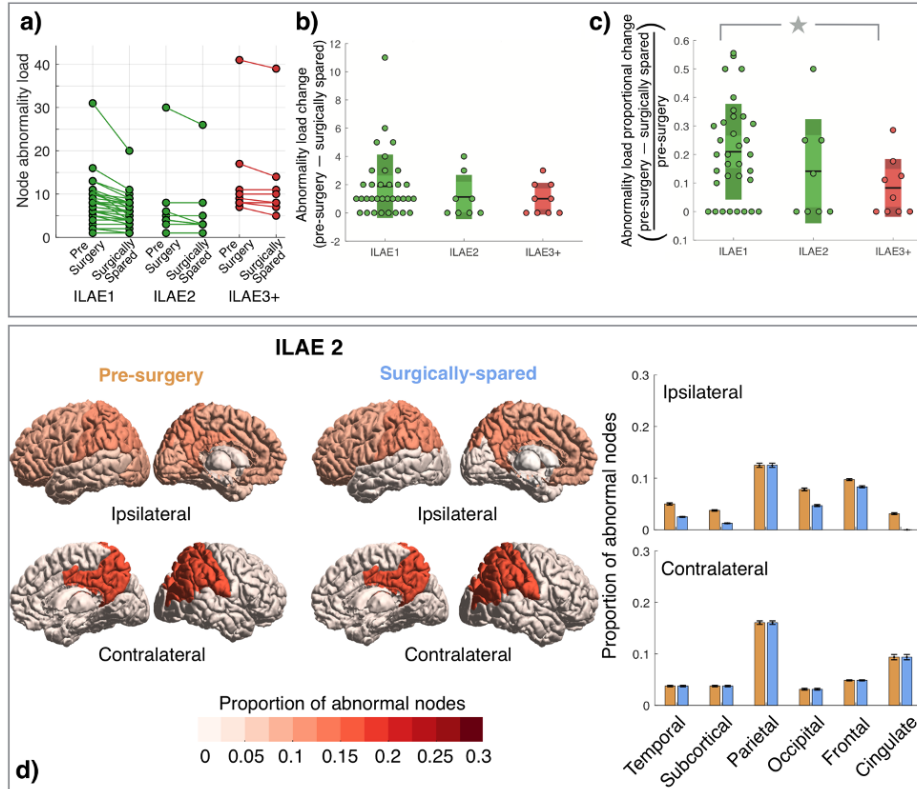 a)
Node abnormality load
40
30
20
10
0
Pre Surgery
Surgically Spared
Pre Surgery
Surgically Spared
Pre Surgery
Surgically Spared
ILAE1
ILAE2
ILAE3+
b)
Abnormality load change
(pre-surgery — surgically spared)
12
10
8
6
4
2
0
-2
ILAE1
ILAE2
ILAE3+
c)
Abnormality load proportional change
(pre-surgery — surgically spared)
pre-surgery
0.6
0.5
0.4
0.3
0.2
0.1
0
0.1
ILAE1
ILAE2
ILAE3+
ILAE 2
Pre-surgery
Surgically-spared
Ipsilateral
Ipsilateral
Contralateral
Contralateral
Proportion of abnormal nodes
0
0.05
0.1
0.15
0.2
0.25
0.3
d)
Proportion of abnormal nodes
Ipsilateral
0.3
0.2
0.1
0
Contralateral
0.3
0.2
0.1
0
Temporal
Subcortical
Parietal
Occipital
Frontal
Cingulate